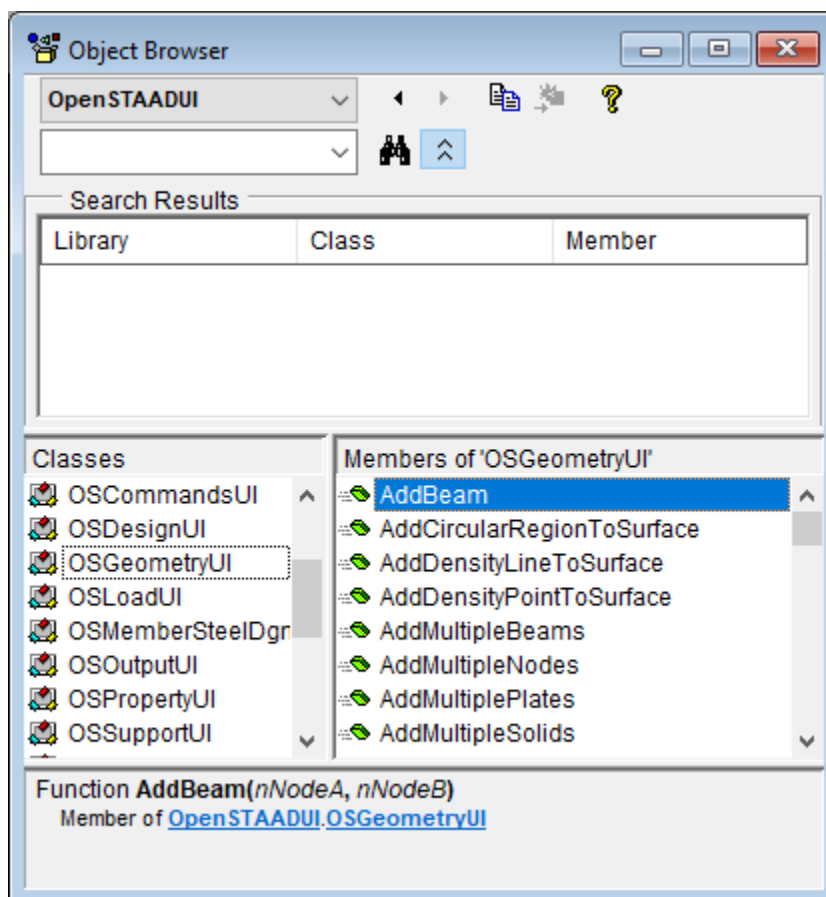 Object Browser
OpenSTAADUI
Search Results
Library Class Member
Classes
OSCommandsUI
OSDesignUI
OSGeometryUI
OSLoadUI
OSMemberSteelDgn
OSOutputUI
OSPropertyUI
OSSupportUI
Members of 'OSGeometryUI'
AddBeam
AddCircularRegionToSurface
AddDensityLineToSurface
AddDensityPointToSurface
AddMultipleBeams
AddMultipleNodes
AddMultiplePlates
AddMultipleSolids
Function AddBeam(nNodeA, nNodeB)
Member of OpenSTAADUI.OSGeometryUI